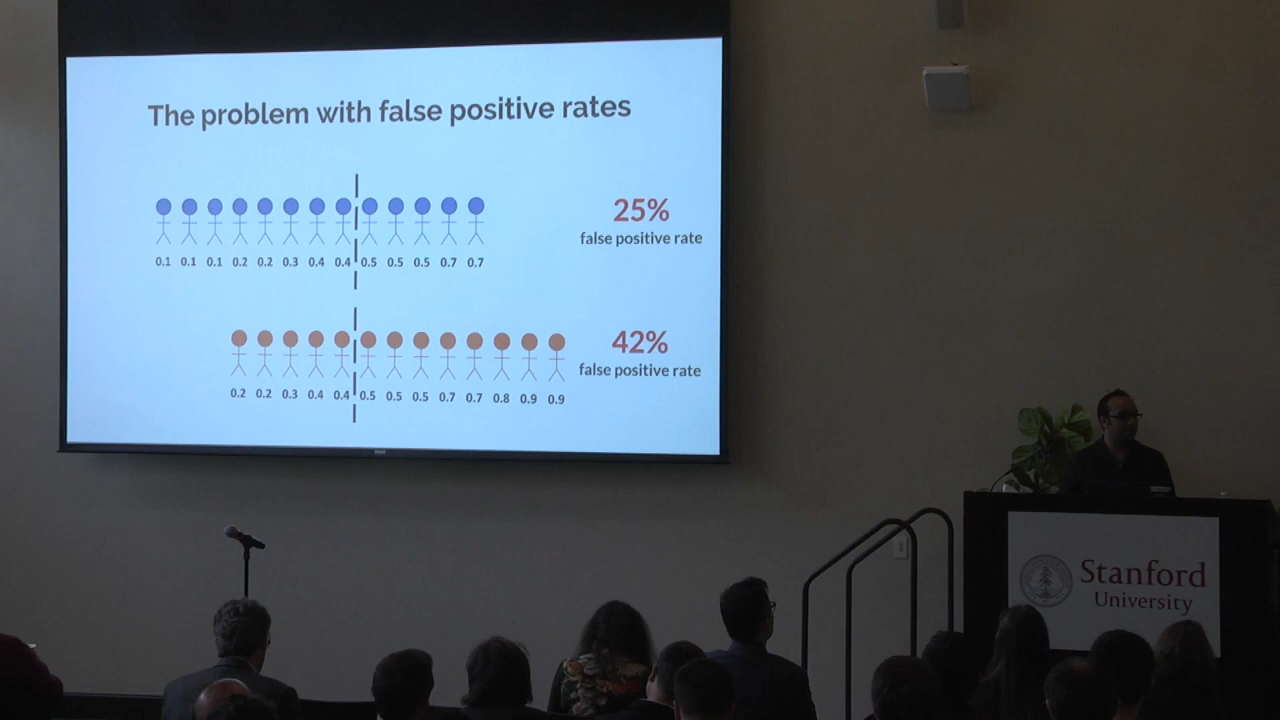 The problem with false positive rates
0.1 0.1 0.1 0.2 0.2 0.3 0.4 0.4 0.5 0.5 0.5 0.7 0.7
25%
false positive rate
0.2 0.2 0.3 0.4 0.4 0.5 0.5 0.5 0.7 0.7 0.8 0.9 0.9
42%
false positive rate
Stanford
University